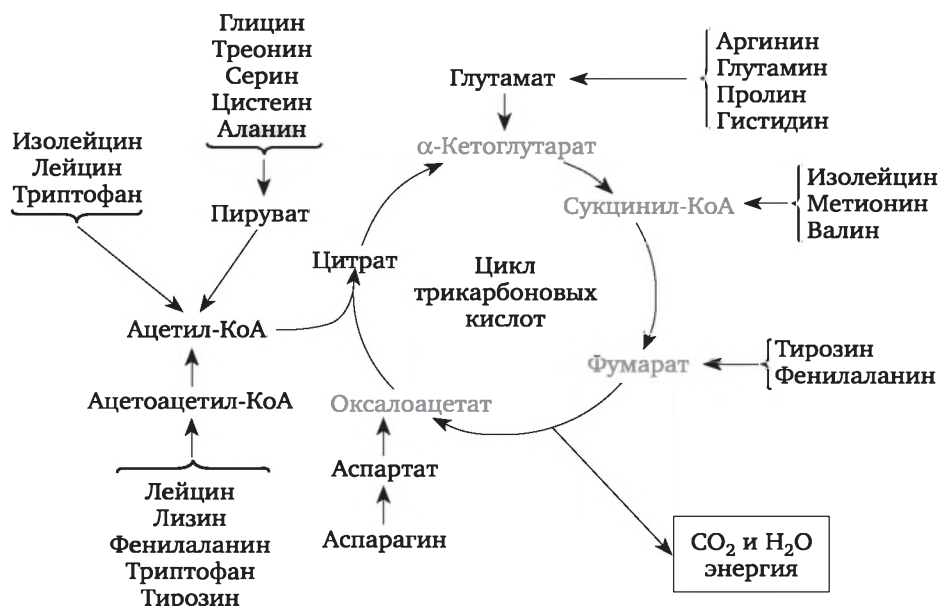 Глицин
Треонин
Серин
Цистеин
Аланин
Изолейцин
Лейцин
Триптофан
Пируват
Ацетил-КоА
Ацетоацетил-КоА
Лейцин
Лизин
Фенилаланин
Триптофан
Тирозин
Глутамат
Аргинин
Глутамин
Пролин
Гистидин
α-Кетоглутарат
Сукцинил-КоА
Изолейцин
Метионин
Валин
Цитрат
Цикл
трикарбоновых
кислот
Фумарат
Тирозин
Фенилаланин
Оксалоацетат
Аспартат
Аспарагин
CO₂ и H₂O
энергия